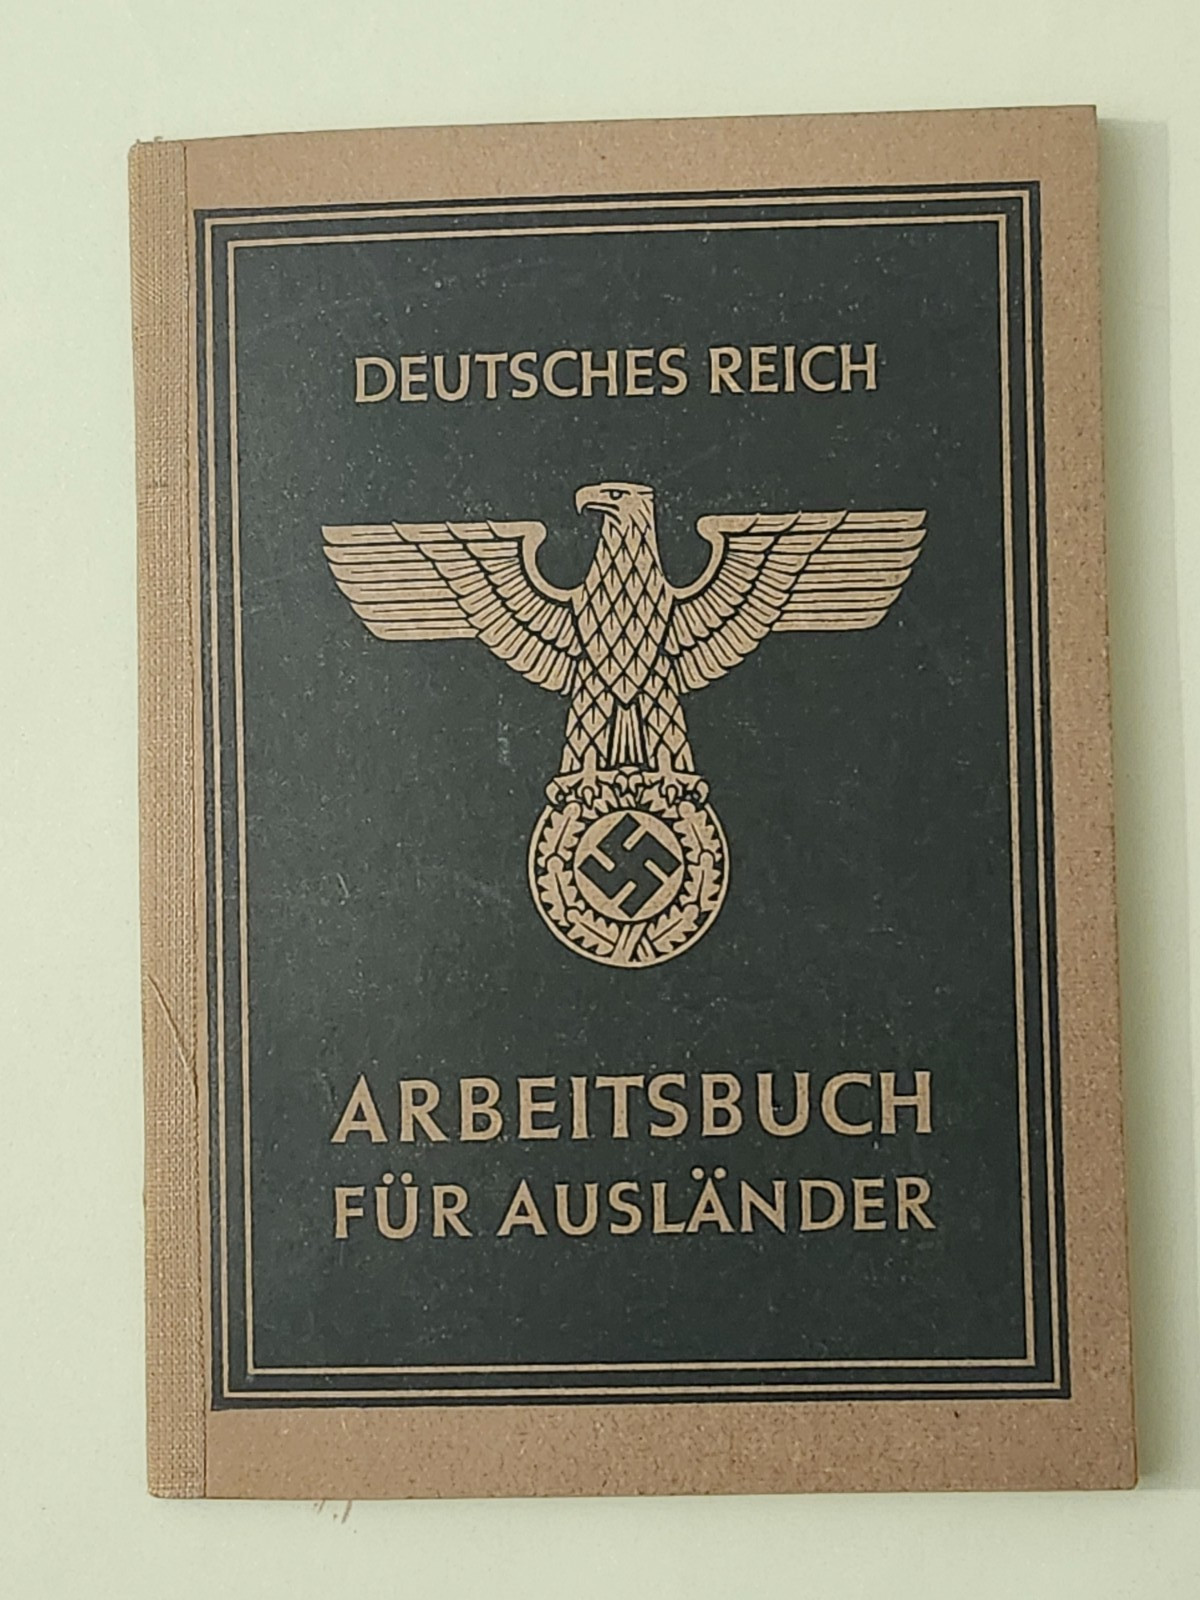 DEUTSCHES REICH
ARBEITSBUCH
FÜR AUSLÄNDER